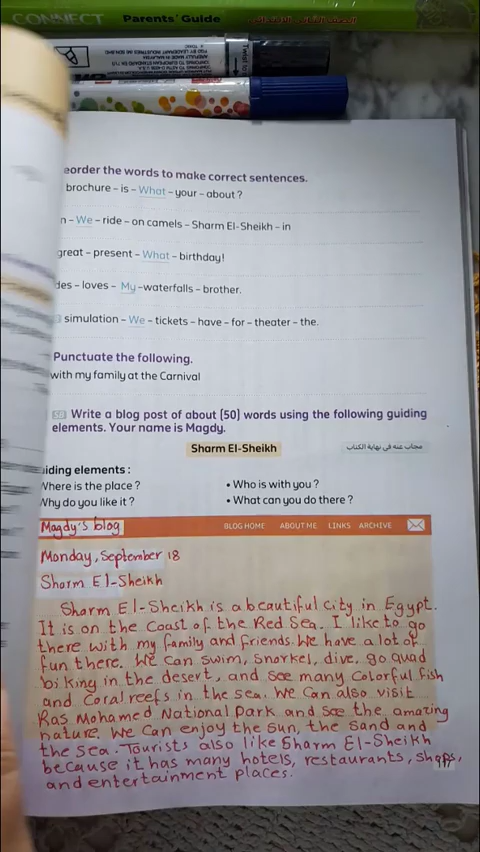 CONNECT Parents' Guide
eorder the words to make correct sentences.
brochure – is – What – your – about ?
n – We – ride – on camels – Sharm El-Sheikh – in
great – present – What – birthday!
des – loves – My –waterfalls – brother.
simulation – We – tickets – have – for – theater – the.
Punctuate the following.
with my family at the Carnival
Write a blog post of about (50) words using the following guiding
elements. Your name is Magdy.
Sharm El-Sheikh
مجاب عنه في نهاية الكتاب
iding elements :
Where is the place ?
• Who is with you ?
Why do you like it ?
• What can you do there ?
Magdy's blog
BLOG HOME ABOUT ME LINKS ARCHIVE
Monday, September 18
Sharm El-Sheikh
Sharm El-Sheikh is a beautiful city in Egypt.
It is on the Coast of the Red Sea. I like to go
there with my family and friends. We have a lot of
fun there. We can swim, snorkel, dive, go quad
biking in the desert, and see many Colorful fish
and Coral reefs in the sea. We Can also visit
Ras Mohamed National Park and see the amazing
nature. We Can enjoy the sun, the sand and
the sea. Tourists also like Sharm El-Sheikh
because it has many hotels, restaurants, shops,
and entertainment places.